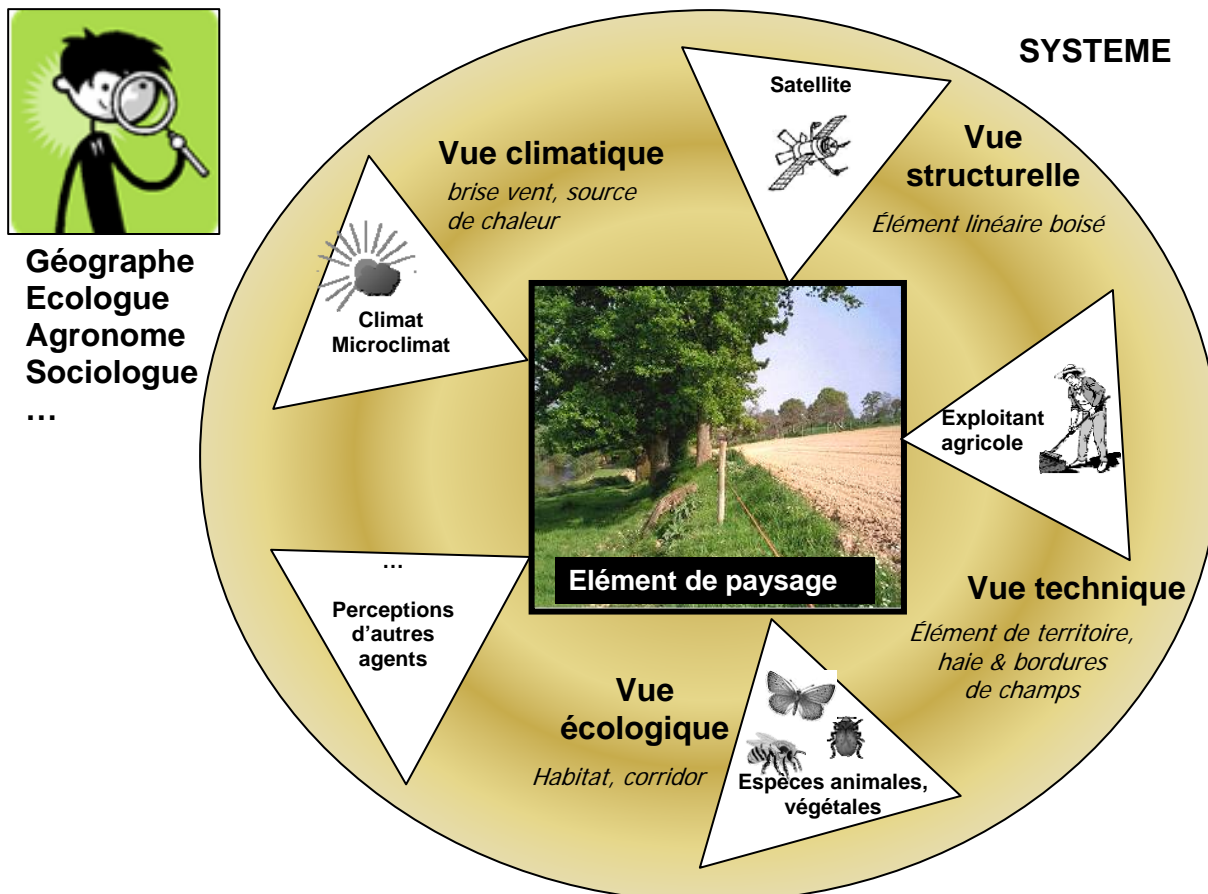 SYSTEME
Géographe
Ecologue
Agronome
Sociologue
…
Satellite
Vue climatique
brise vent, source
de chaleur
Vue
structurelle
Élément linéaire boisé
Climat
Microclimat
Exploitant
agricole
Elément de paysage
Vue technique
Élément de territoire,
haie & bordures
de champs
…
Perceptions
d'autres
agents
Vue
écologique
Habitat, corridor
Espèces animales,
végétales